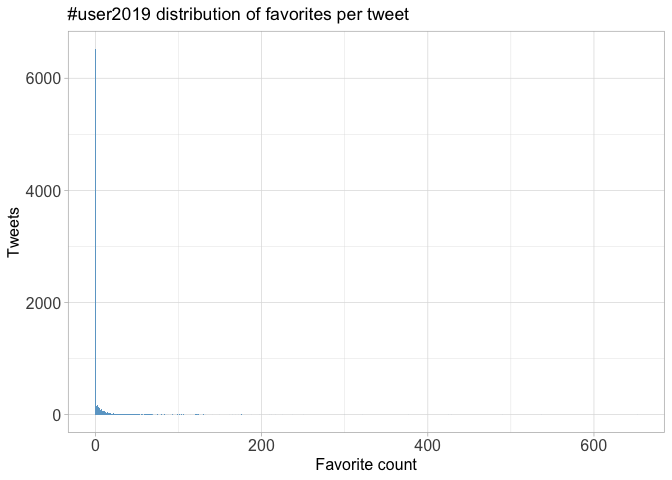 #user2019 distribution of favorites per tweet
6000
4000
2000
0
Tweets
0 200 400 600
Favorite count